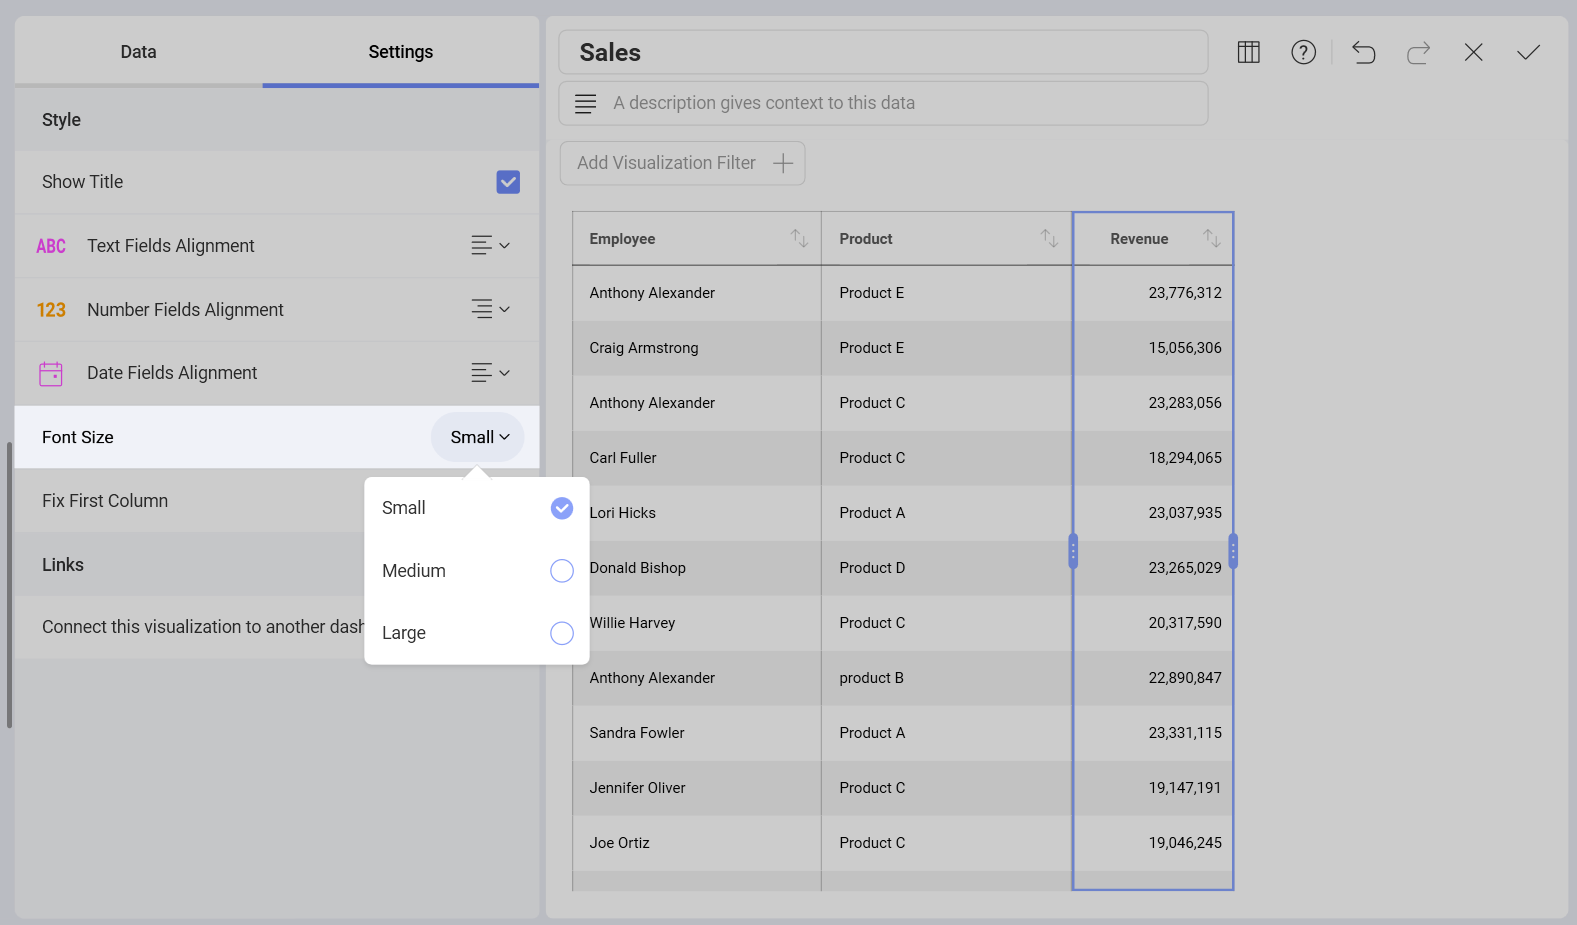 Data Settings
Style
Show Title
ABC Text Fields Alignment
123 Number Fields Alignment
Date Fields Alignment
Font Size Small
Small
Medium
Large
Fix First Column
Links
Connect this visualization to another dash
Sales
A description gives context to this data
Add Visualization Filter
Employee Product Revenue
Anthony Alexander Product E 23,776,312
Craig Armstrong Product E 15,056,306
Anthony Alexander Product C 23,283,056
Carl Fuller Product C 18,294,065
Lori Hicks Product A 23,037,935
Donald Bishop Product D 23,265,029
Willie Harvey Product C 20,317,590
Anthony Alexander product B 22,890,847
Sandra Fowler Product A 23,331,115
Jennifer Oliver Product C 19,147,191
Joe Ortiz Product C 19,046,245